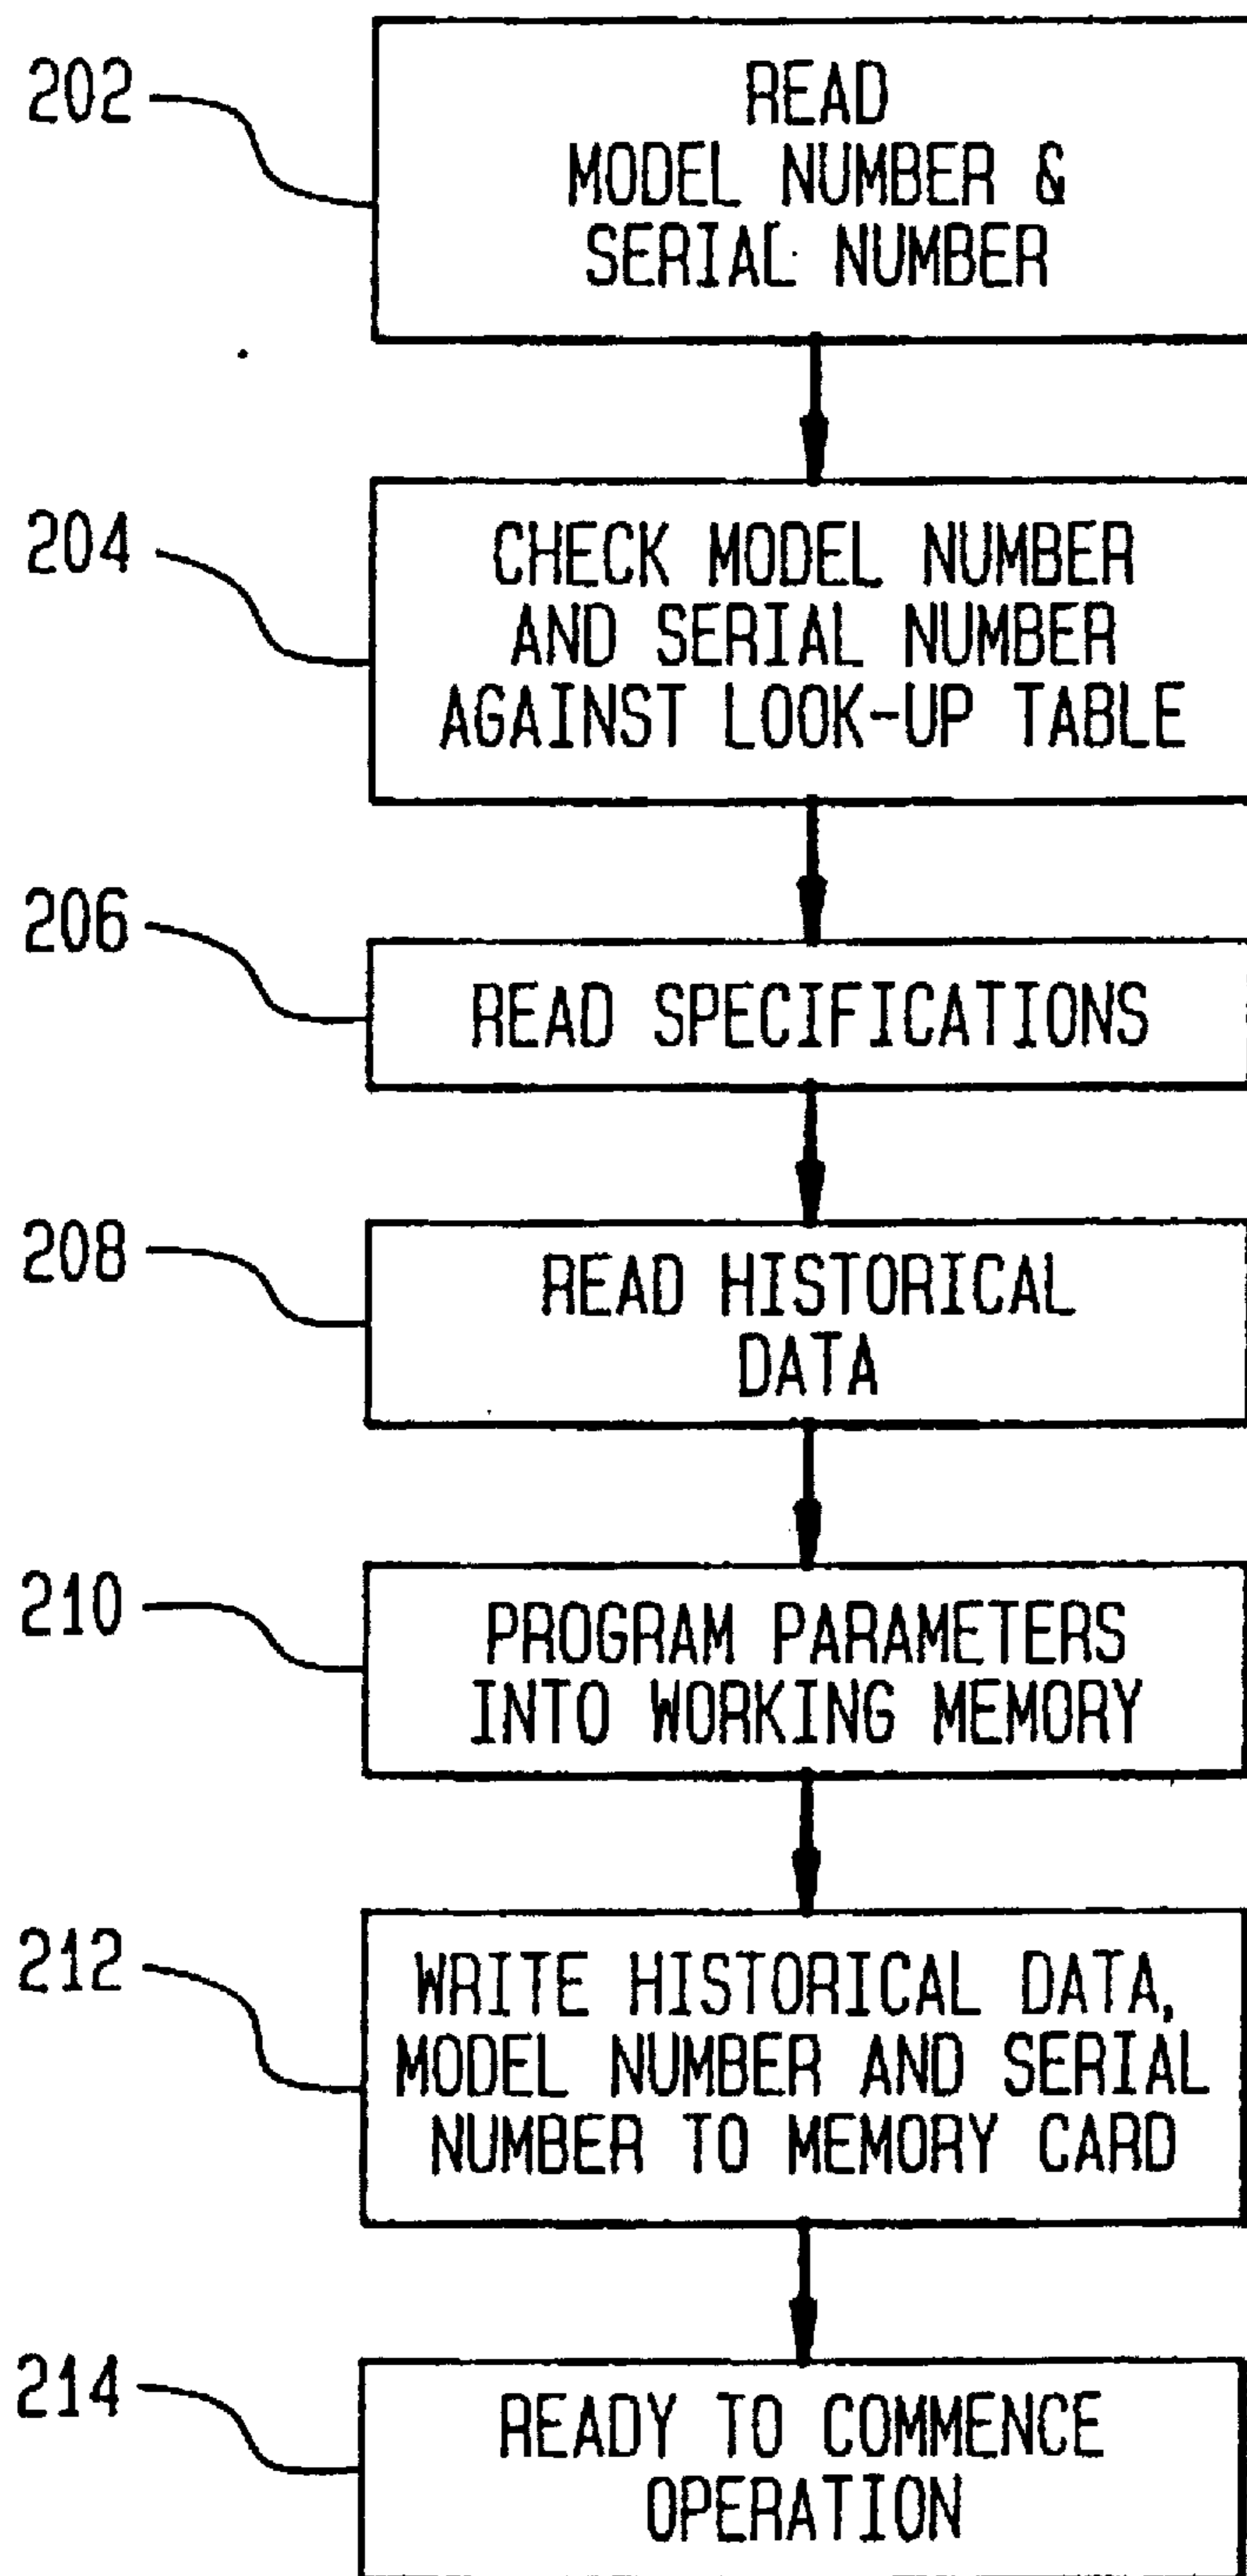 202
READ
MODEL NUMBER &
SERIAL NUMBER
204
CHECK MODEL NUMBER
AND SERIAL NUMBER
AGAINST LOOK-UP TABLE
206
READ SPECIFICATIONS
208
READ HISTORICAL
DATA
210
PROGRAM PARAMETERS
INTO WORKING MEMORY
212
WRITE HISTORICAL DATA,
MODEL NUMBER AND SERIAL
NUMBER TO MEMORY CARD
214
READY TO COMMENCE
OPERATION